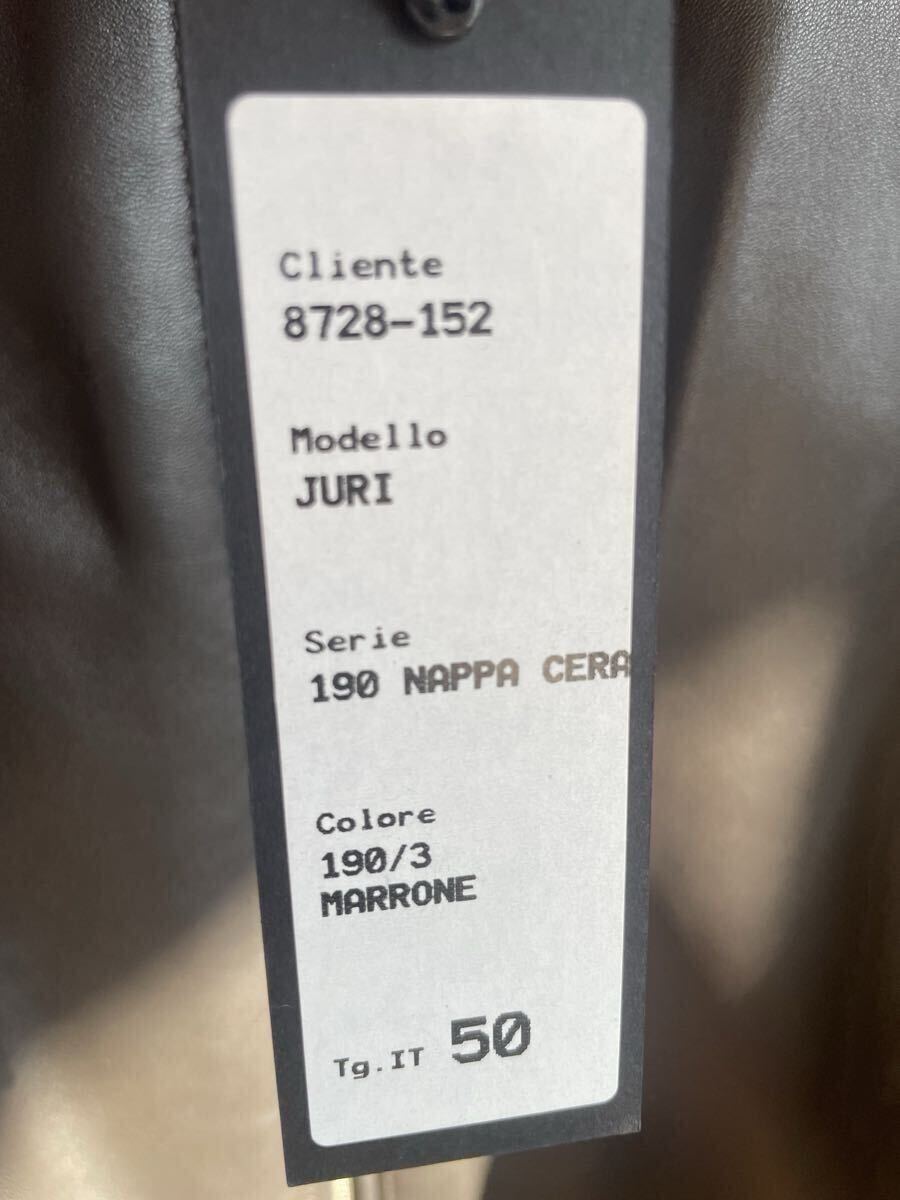 Cliente
8728-152
Modello
JURI
Serie
190 NAPPA CERA
Colore
190/3
MARRONE
Tg.IT 50